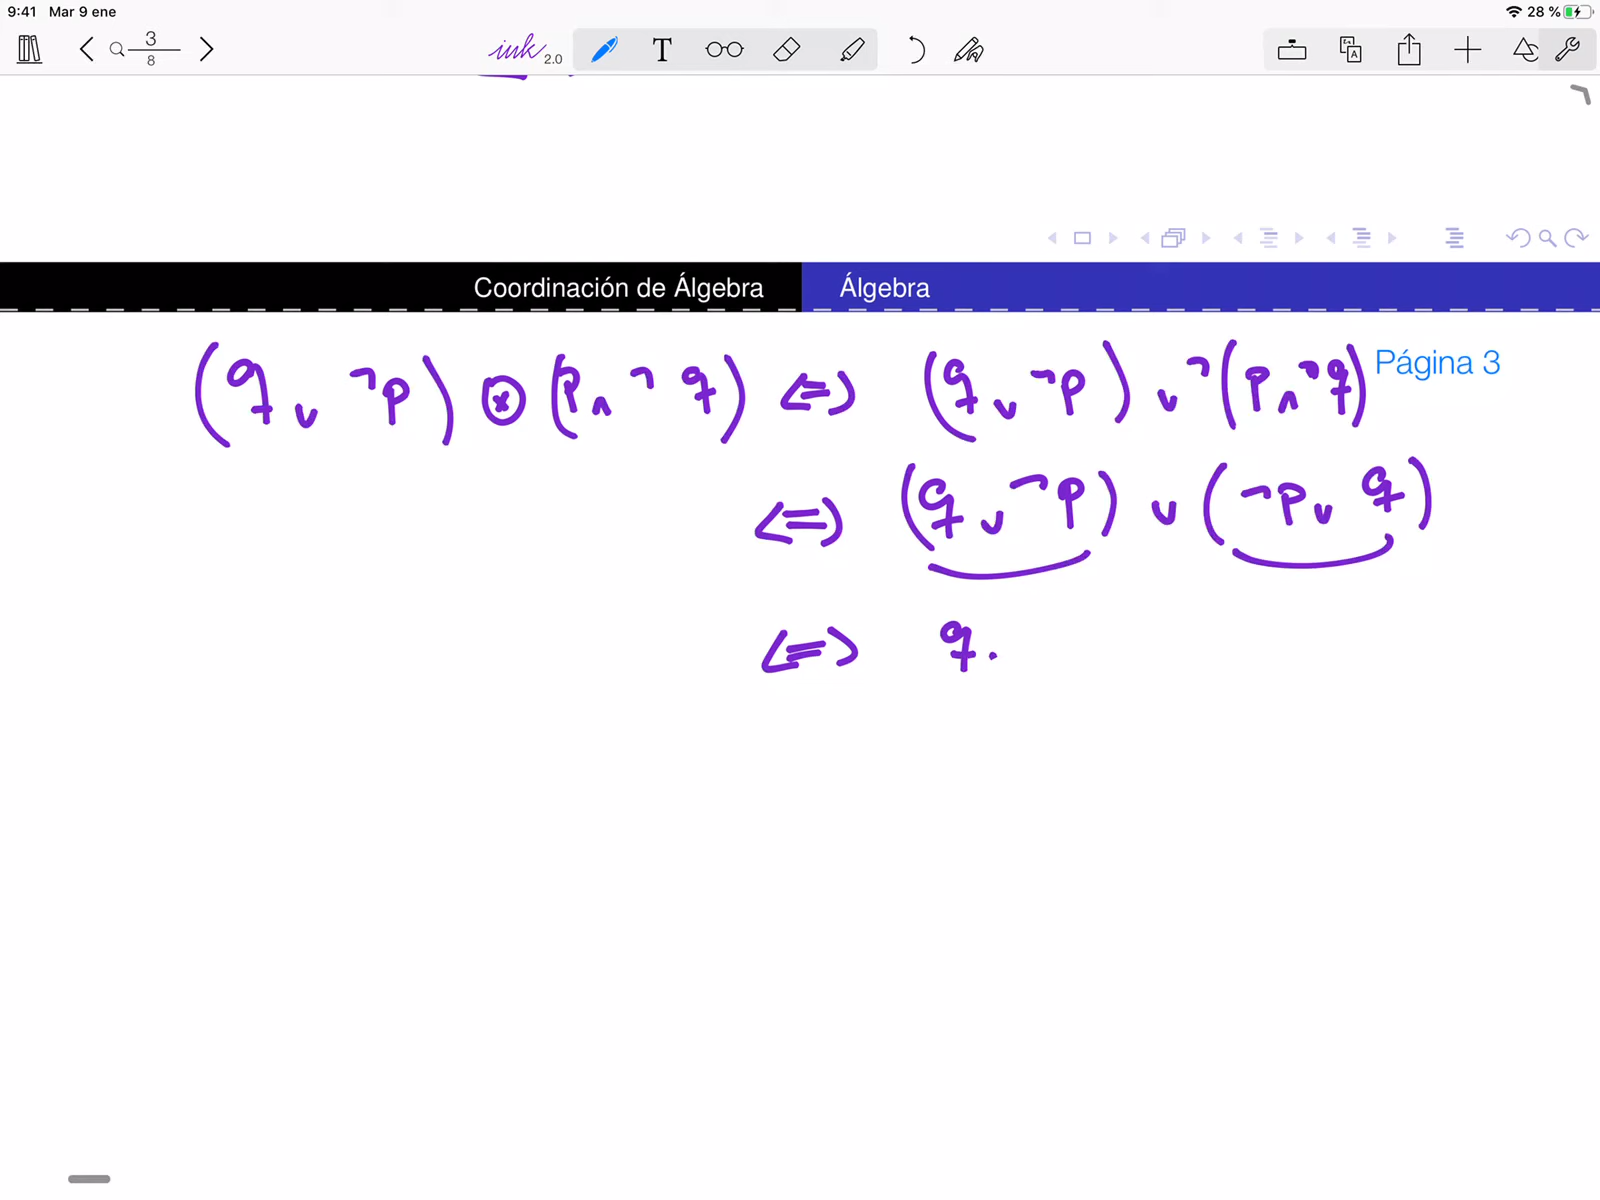 9:41 Mar 9 ene 28 %
3
8
ink 2.0
T
Coordinación de Álgebra Álgebra
(q ∨ ¬p) ⊛ (p ∧ ¬q) ⇔ (q ∨ ¬p) ∨ ¬(p ∧ ¬q) Página 3
⇔ (q ∨ ¬p) ∨ (¬p ∨ q)
⇔ q.